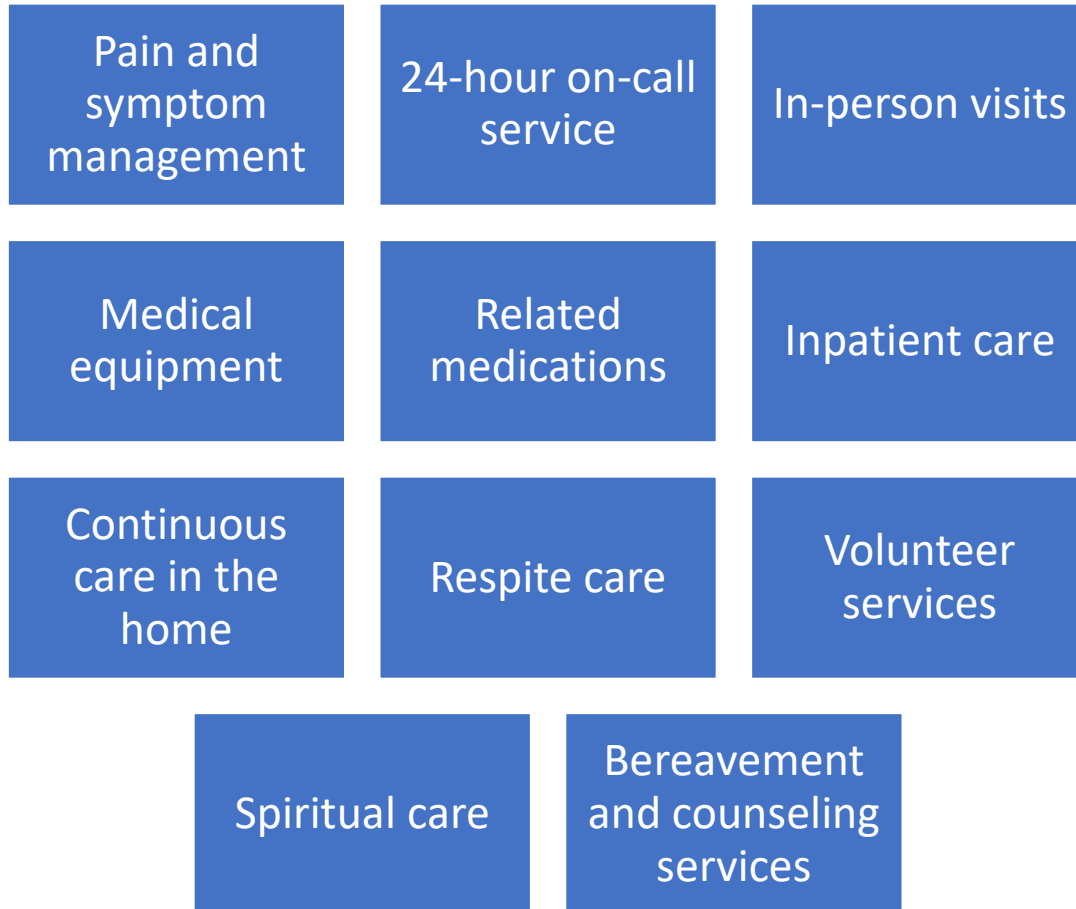 Pain and
symptom
management
24-hour on-call
service
In-person visits
Medical
equipment
Related
medications
Inpatient care
Continuous
care in the
home
Respite care
Volunteer
services
Spiritual care
Bereavement
and counseling
services